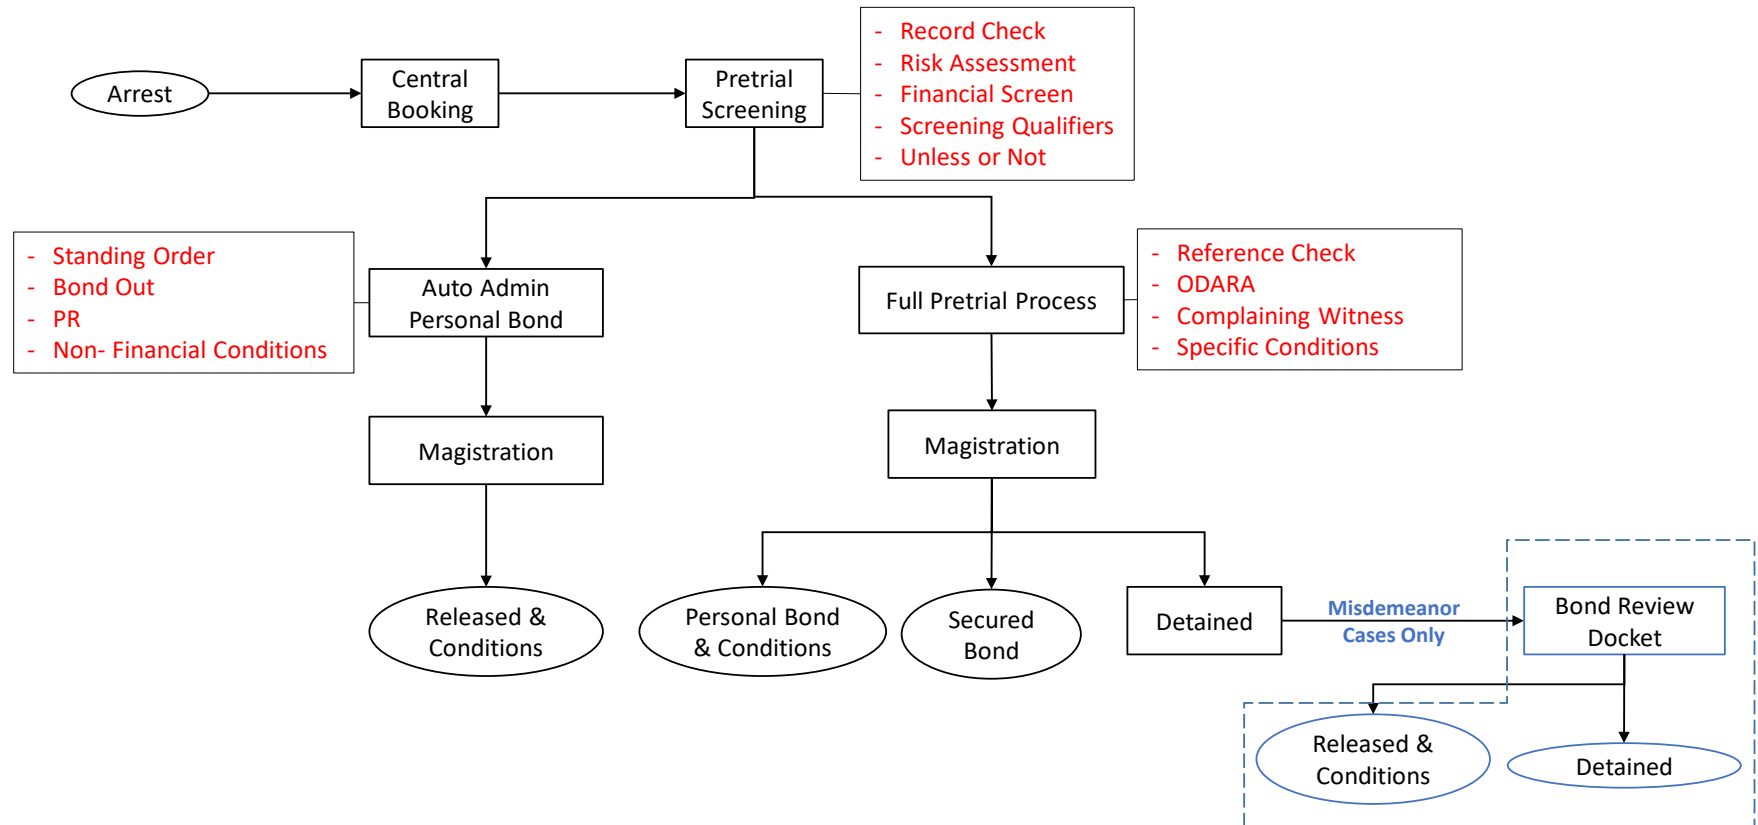 Arrest
Central
Booking
Pretrial
Screening
- Record Check
- Risk Assessment
- Financial Screen
- Screening Qualifiers
- Unless or Not
- Standing Order
- Bond Out
- PR
- Non- Financial Conditions
Auto Admin
Personal Bond
Full Pretrial Process
- Reference Check
- ODARA
- Complaining Witness
- Specific Conditions
Magistration
Magistration
Released &
Conditions
Personal Bond
& Conditions
Secured
Bond
Detained
Misdemeanor
Cases Only
Bond Review
Docket
Released &
Conditions
Detained